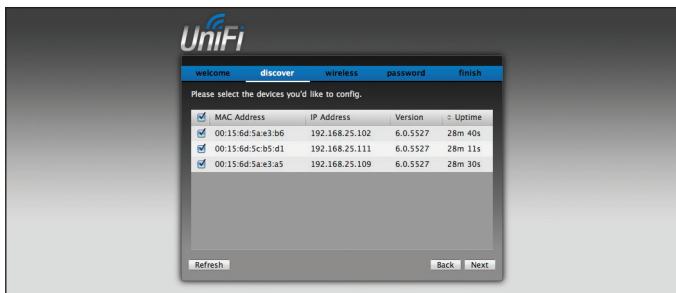 UniFi
welcome discover wireless password finish
Please select the devices you'd like to config.
MAC Address IP Address Version Uptime
00:15:6d:5a:e3:b6 192.168.25.102 6.0.5527 28m 40s
00:15:6d:5c:b5:d1 192.168.25.111 6.0.5527 28m 11s
00:15:6d:5a:e3:a5 192.168.25.109 6.0.5527 28m 30s
Refresh Back Next